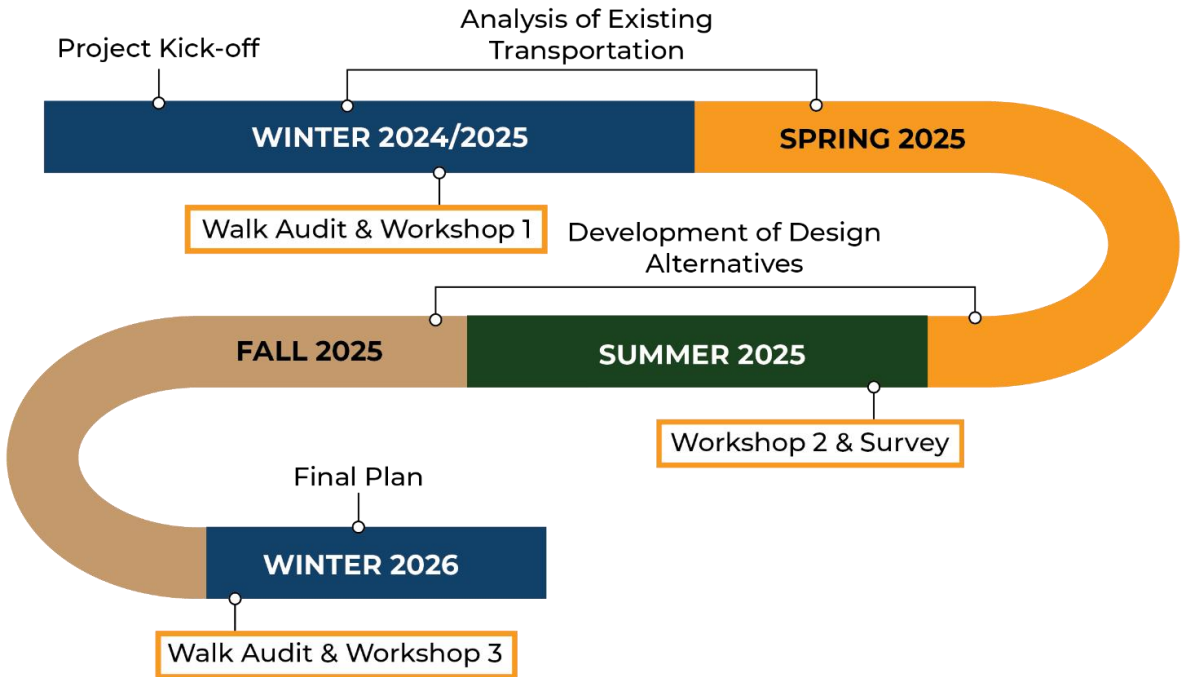 Analysis of Existing
Transportation
Project Kick-off
WINTER 2024/2025
SPRING 2025
Walk Audit & Workshop 1
Development of Design
Alternatives
FALL 2025
SUMMER 2025
Workshop 2 & Survey
Final Plan
WINTER 2026
Walk Audit & Workshop 3